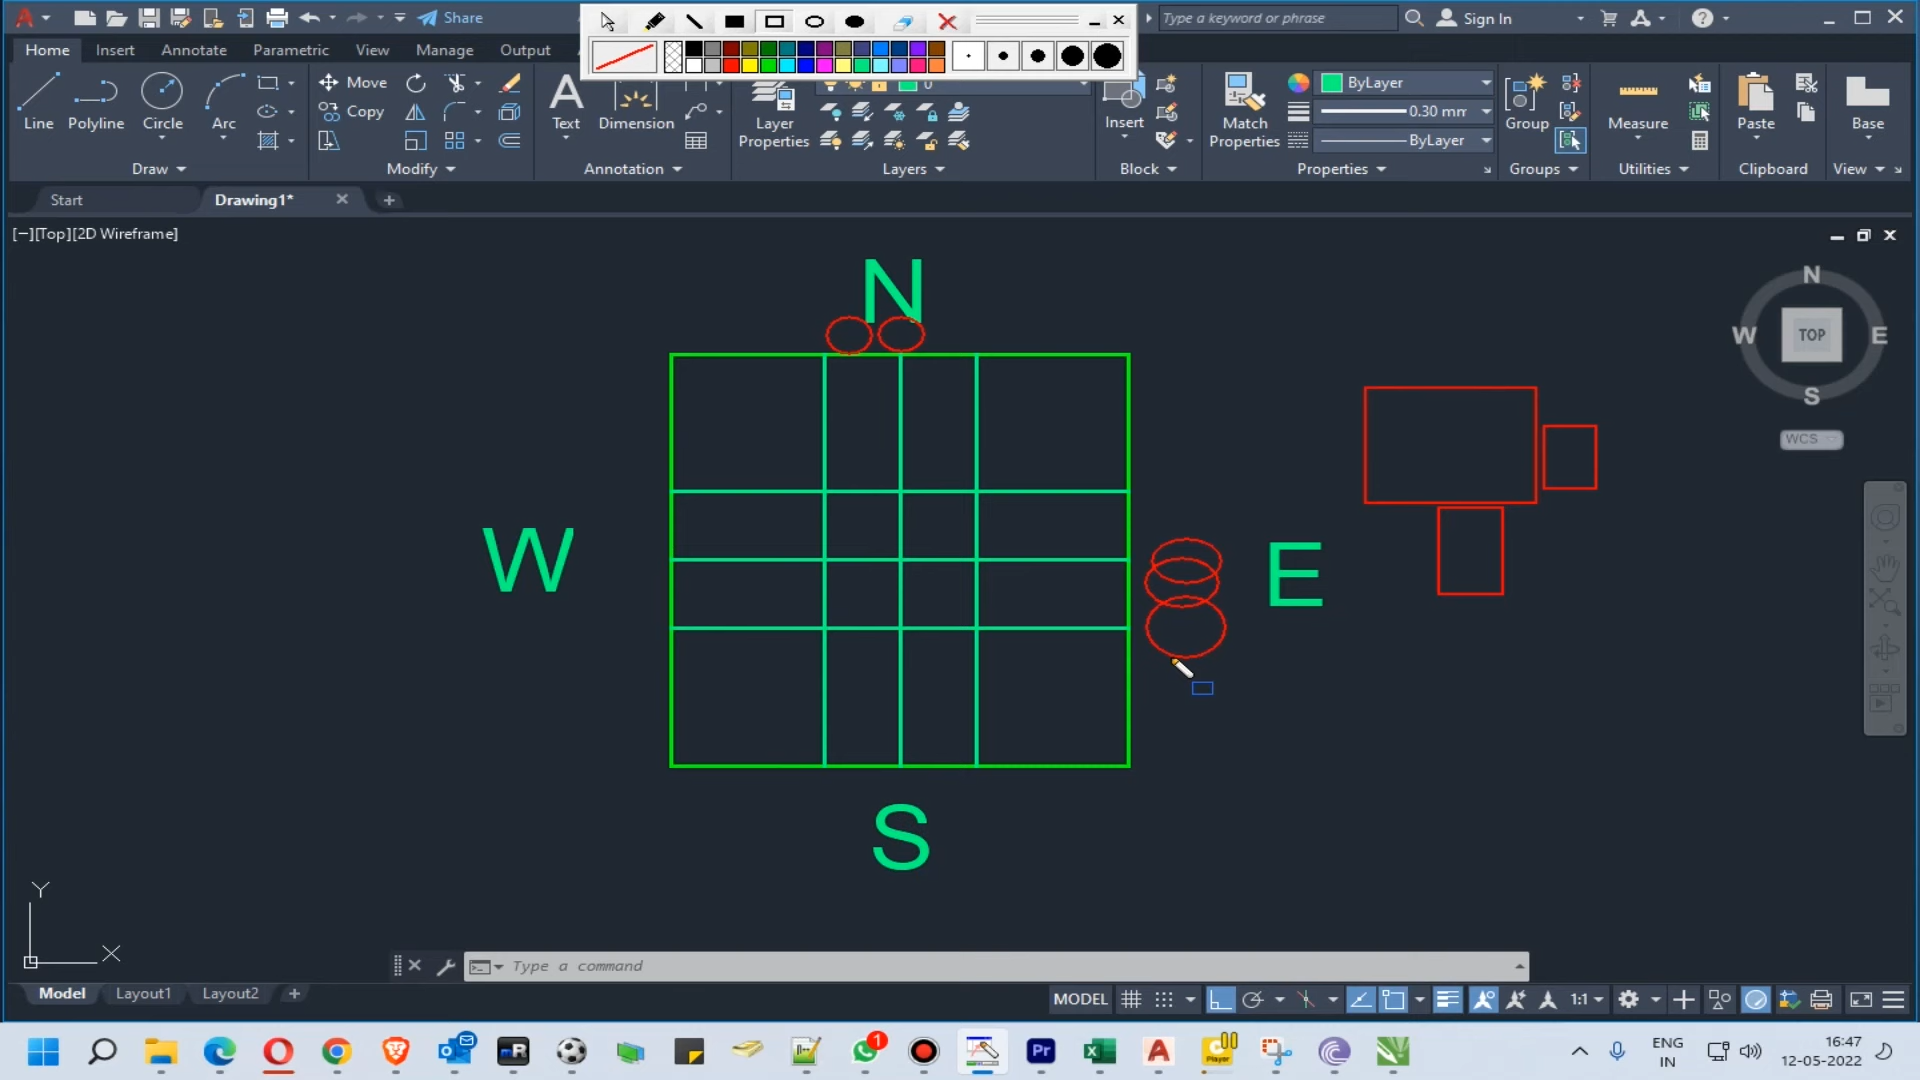 Share
Type a keyword or phrase
Sign In
Home Insert Annotate Parametric View Manage Output
Line Polyline Circle Arc
Move
Copy
Text Dimension
Layer
Properties
0
Insert
Match
Properties
ByLayer
0.30 mm
ByLayer
Group
Measure
Paste
Base
Draw Modify Annotation Layers Block Properties Groups Utilities Clipboard View
Start Drawing1*
[−][Top][2D Wireframe]
N
W
E
S
N
W TOP E
S
WCS
Y
X
Type a command
Model Layout1 Layout2
MODEL 1:1
1
Pr
ENG
IN
16:47
12-05-2022